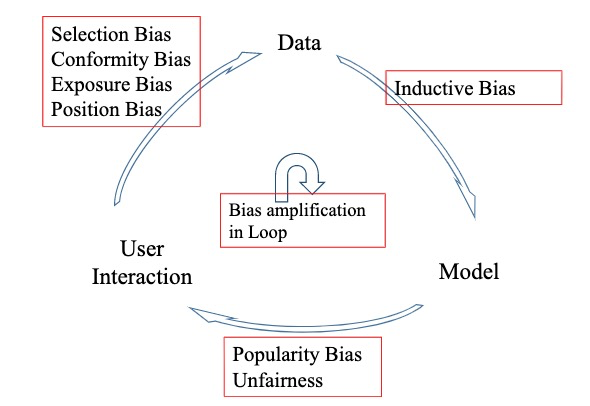 Selection Bias
Conformity Bias
Exposure Bias
Position Bias
Data
Inductive Bias
Bias amplification
in Loop
User
Interaction
Model
Popularity Bias
Unfairness